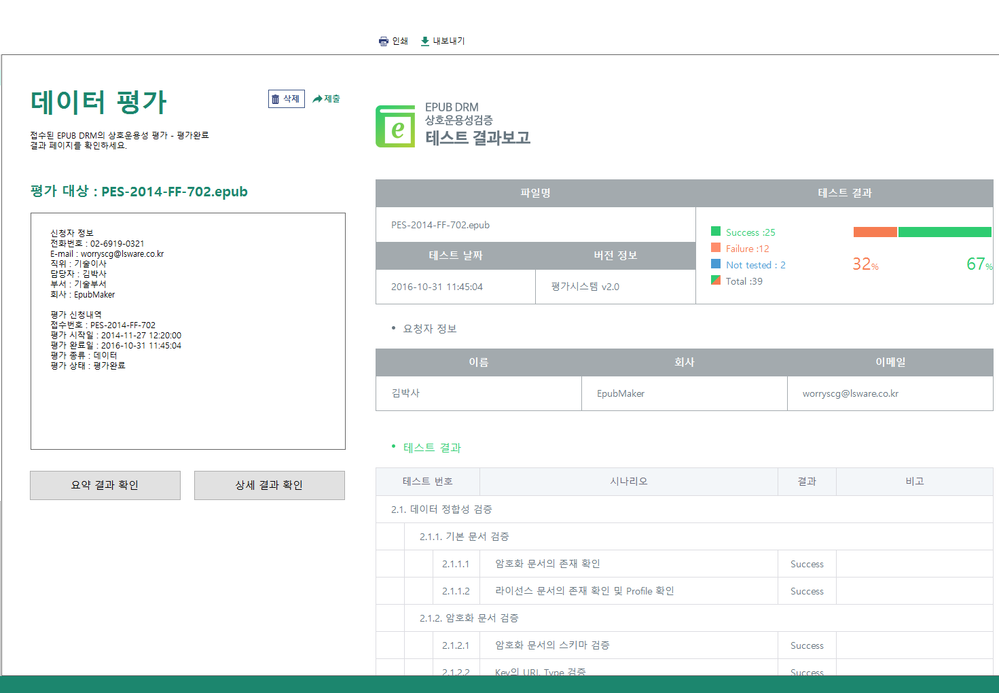 인쇄 내보내기
데이터 평가
삭제 제출
접수된 EPUB DRM의 상호운용성 평가 - 평가완료
결과 페이지를 확인하세요.
평가 대상 : PES-2014-FF-702.epub
신청자 정보
전화번호 : 02-6919-0321
E-mail : worryscg@lsware.co.kr
직위 : 기술이사
담당자 : 김박사
부서 : 기술부서
회사 : EpubMaker
평가 신청내역
접수번호 : PES-2014-FF-702
평가 시작일 : 2014-11-27 12:20:00
평가 완료일 : 2016-10-31 11:45:04
평가 종류 : 데이터
평가 상태 : 평가완료
요약 결과 확인 상세 결과 확인
e
EPUB DRM
상호운용성검증
테스트 결과보고
파일명 테스트 결과
PES-2014-FF-702.epub
테스트 날짜 버전 정보
2016-10-31 11:45:04 평가시스템 v2.0
Success :25
Failure :12
Not tested : 2
Total :39
32% 67%
• 요청자 정보
이름 회사 이메일
김박사 EpubMaker worryscg@lsware.co.kr
• 테스트 결과
테스트 번호 시나리오 결과 비고
2.1. 데이터 정합성 검증
2.1.1. 기본 문서 검증
2.1.1.1 암호화 문서의 존재 확인 Success
2.1.1.2 라이선스 문서의 존재 확인 및 Profile 확인 Success
2.1.2. 암호화 문서 검증
2.1.2.1 암호화 문서의 스키마 검증 Success
2.1.2.2 Key의 URI, Type 검증 Success